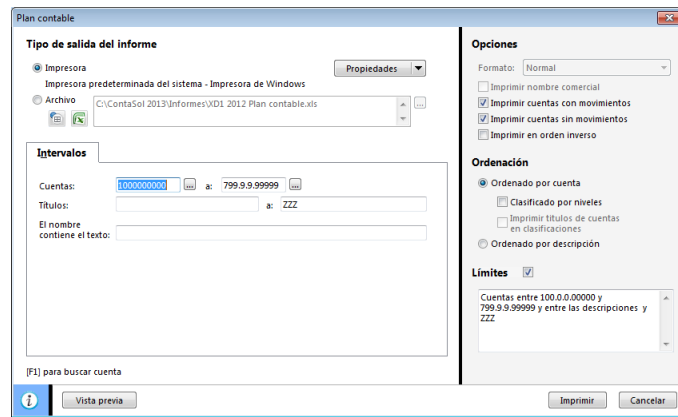 Plan contable
Tipo de salida del informe
Impresora
Propiedades
Impresora predeterminada del sistema - Impresora de Windows
Archivo
C:\ContaSol 2013\Informes\XD1 2012 Plan contable.xls
...
Intervalos
Cuentas: 1000000000 ... a: 799.9.9.99999 ...
Títulos: a: ZZZ
El nombre
contiene el texto:
[F1] para buscar cuenta
Opciones
Formato: Normal
Imprimir nombre comercial
Imprimir cuentas con movimientos
Imprimir cuentas sin movimientos
Imprimir en orden inverso
Ordenación
Ordenado por cuenta
Clasificado por niveles
Imprimir títulos de cuentas
en clasificaciones
Ordenado por descripción
Límites
Cuentas entre 100.0.0.00000 y
799.9.9.99999 y entre las descripciones y
ZZZ
i
Vista previa
Imprimir
Cancelar